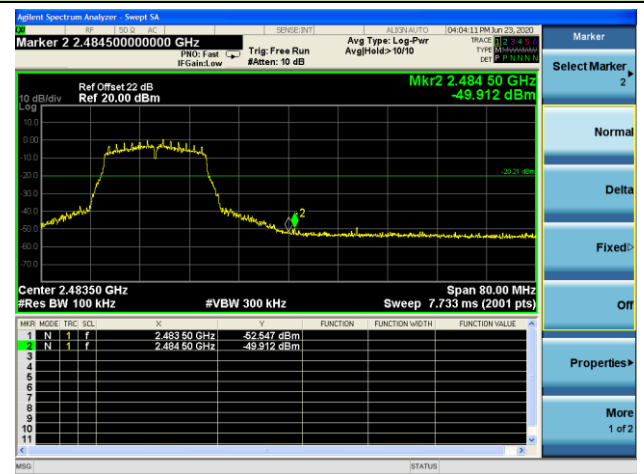 Agilent Spectrum Analyzer - Swept SA
RF 50 Ω AC SENSE:INT ALIGN AUTO 04:04:11 PM Jun 23, 2020
Marker 2 2.484500000000 GHz
PNO: Fast
IFGain:Low
Trig: Free Run
#Atten: 10 dB
Avg Type: Log-Pwr
Avg|Hold:> 10/10
TRACE 1 2 3 4 5 6
TYPE MWWWWW
DET P P N N N N
Mkr2 2.484 50 GHz
-49.912 dBm
Ref Offset 22 dB
10 dB/div Ref 20.00 dBm
Log
10.0
0.00
-10.0
-20.0
-20.21 dBm
-30.0
-40.0
-50.0
-60.0
-70.0
2
Center 2.48350 GHz Span 80.00 MHz
#Res BW 100 kHz #VBW 300 kHz Sweep 7.733 ms (2001 pts)
MKR MODE TRC SCL X Y FUNCTION FUNCTION WIDTH FUNCTION VALUE
1 N 1 f 2.483 50 GHz -52.547 dBm
2 N 1 f 2.484 50 GHz -49.912 dBm
3
4
5
6
7
8
9
10
11
MSG STATUS
Marker
Select Marker
2
Normal
Delta
Fixed
Off
Properties
More
1 of 2